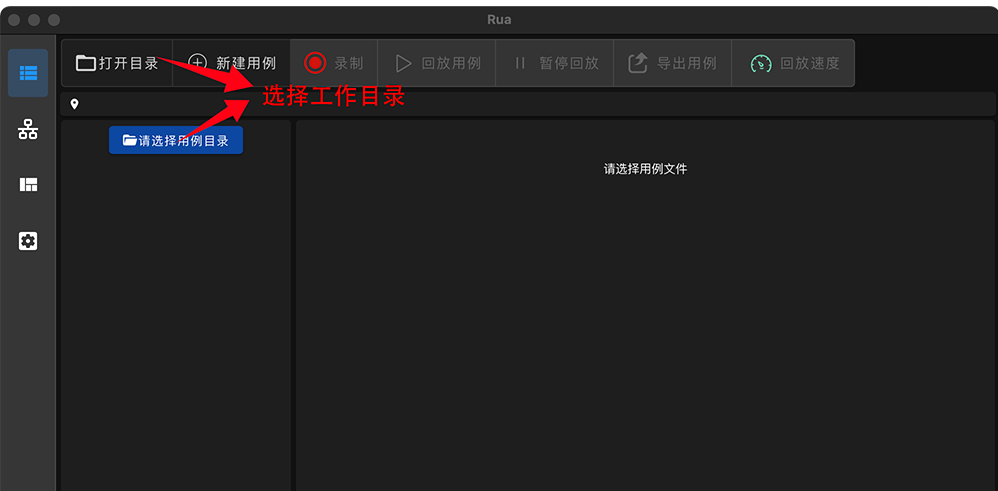 Rua
打开目录
新建用例
录制
回放用例
暂停回放
导出用例
回放速度
选择工作目录
请选择用例目录
请选择用例文件